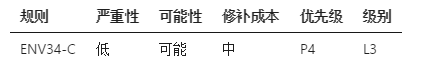 规则 严重性 可能性 修补成本 优先级 级别
ENV34-C 低 可能 中 P4 L3